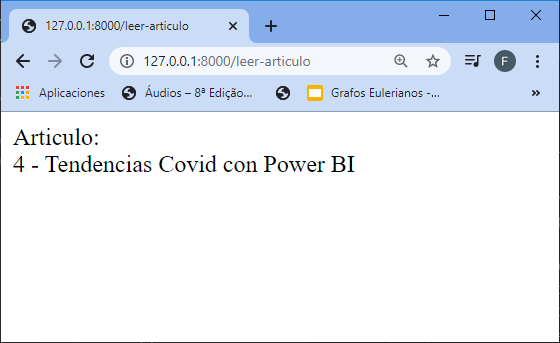 127.0.0.1:8000/leer-articulo
127.0.0.1:8000/leer-articulo
F
Aplicaciones
Áudios – 8ª Edição...
Grafos Eulerianos -...
Articulo:
4 - Tendencias Covid con Power BI